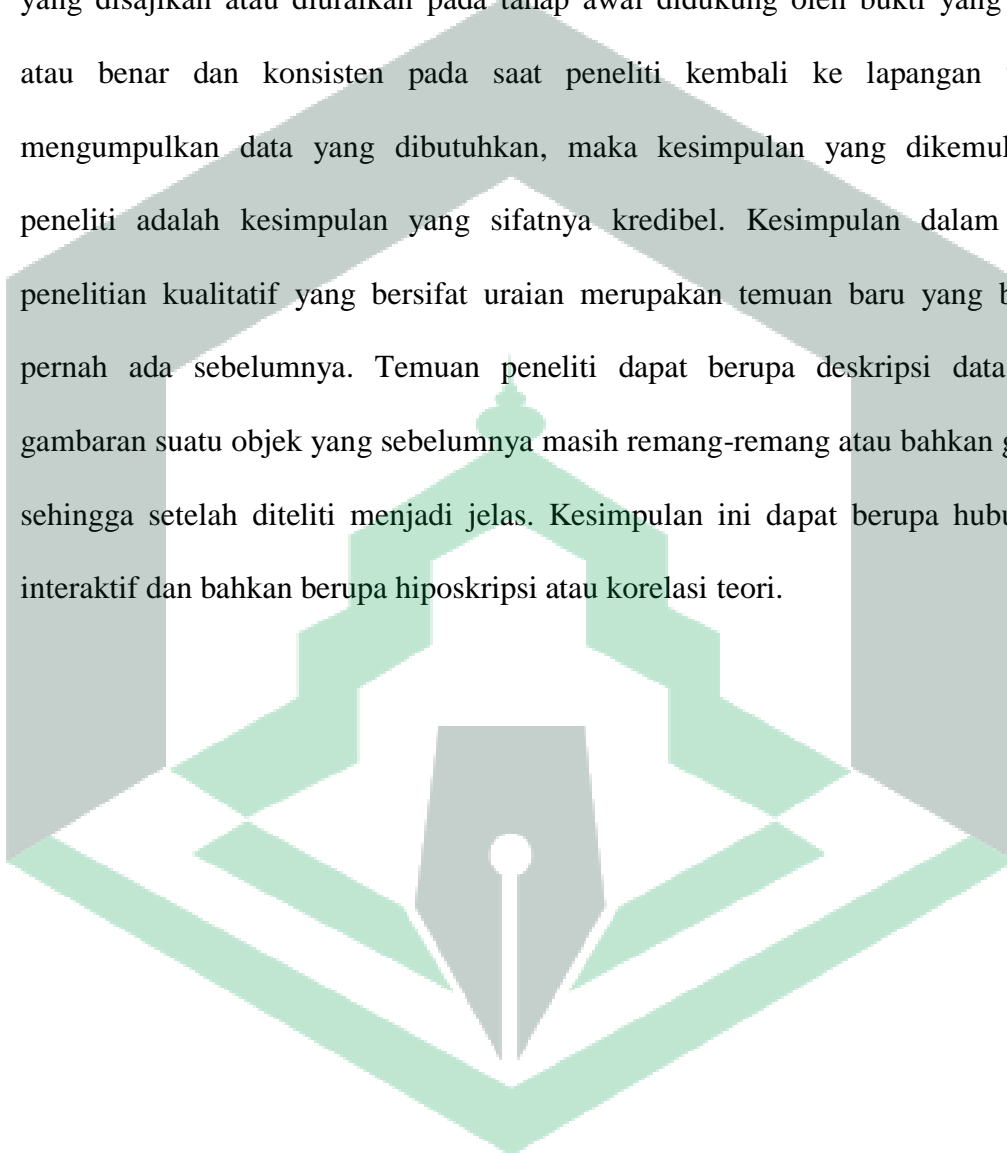 yang disajikan atau diuraikan pada tahap awal didukung oleh bukti yang
atau benar dan konsisten pada saat peneliti kembali ke lapangan
mengumpulkan data yang dibutuhkan, maka kesimpulan yang
peneliti adalah kesimpulan yang sifatnya kredibel. Kesimpulan dalam
penelitian kualitatif yang bersifat uraian merupakan temuan baru yang
pernah ada sebelumnya. Temuan peneliti dapat berupa deskripsi data
gambaran suatu objek yang sebelumnya masih remang-remang atau bahkan
sehingga setelah diteliti menjadi jelas. Kesimpulan ini dapat berupa
interaktif dan bahkan berupa hiposkripsi atau korelasi teori.